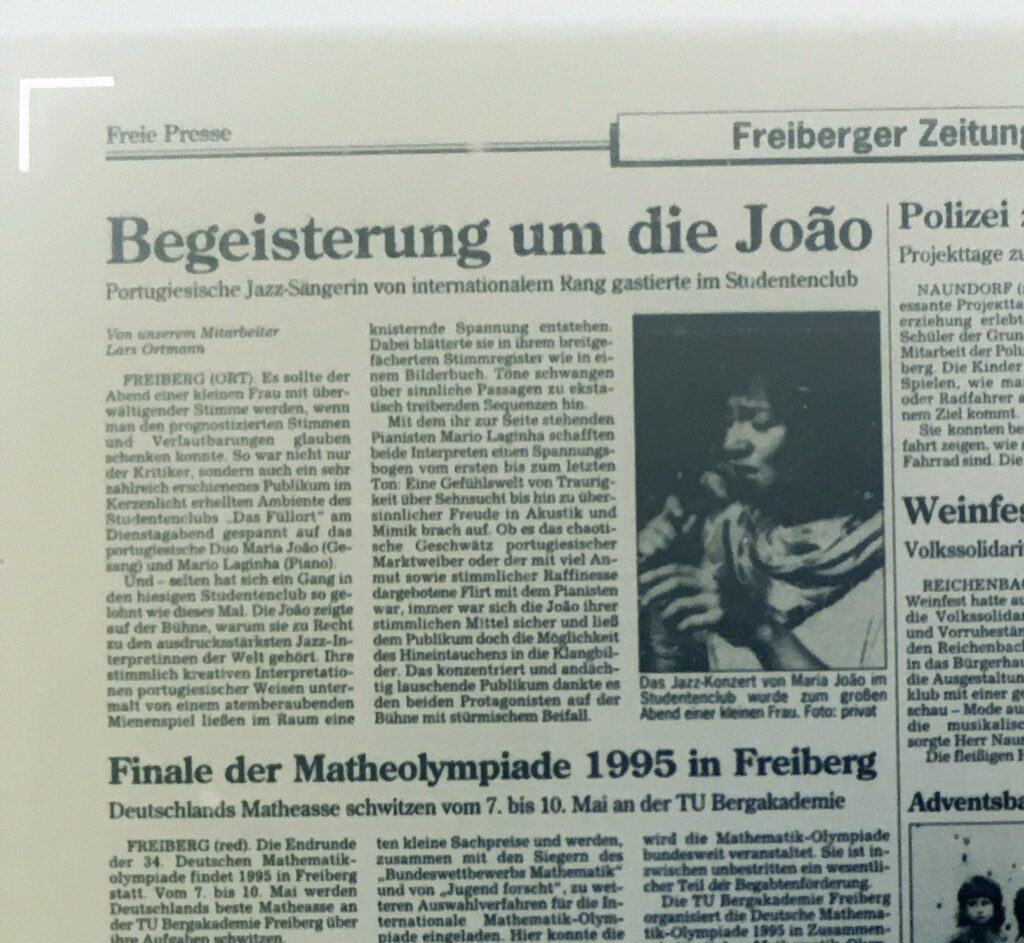 Freie Presse
Freiberger Zeitung
Begeisterung um die João
Portugiesische Jazz-Sängerin von internationalem Rang gastierte im Studentenclub
Von unserem Mitarbeiter
Lars Ortmann
FREIBERG (ORT). Es sollte der
Abend einer kleinen Frau mit über-
wältigender Stimme werden, wenn
man den prognostizierten Stimmen
und Verlautbarungen glauben
schenken konnte. So war nicht nur
der Kritiker, sondern auch ein sehr
zahlreich erschienenes Publikum im
Kerzenlicht erhellten Ambiente des
Studentenclubs „Das Füllort“ am
Dienstagabend gespannt auf das
portugiesische Duo Maria João (Ge-
sang) und Mario Laginha (Piano).
Und – selten hat sich ein Gang in
den hiesigen Studentenclub so ge-
lohnt wie dieses Mal. Die João zeigte
auf der Bühne, warum sie zu Recht
zu den ausdrucksstärksten Jazz-In-
terpretinnen der Welt gehört. Ihre
stimmlich kreativen Interpretatio-
nen portugiesischer Weisen unter-
malt von einem atemberaubenden
Mienenspiel ließen im Raum eine
knisternde Spannung entstehen.
Dabei blätterte sie in ihrem breitge-
fächertem Stimmregister wie in ei-
nem Bilderbuch. Töne schwangen
über sinnliche Passagen zu eksta-
tisch treibenden Sequenzen hin.
Mit dem ihr zur Seite stehenden
Pianisten Mario Laginha schafften
beide Interpreten einen Spannungs-
bogen vom ersten bis zum letzten
Ton: Eine Gefühlswelt von Traurig-
keit über Sehnsucht bis hin zu über-
sinnlicher Freude in Akustik und
Mimik brach auf. Ob es das chaoti-
sche Geschwätz portugiesischer
Marktweiber oder der mit viel An-
mut sowie stimmlicher Raffinesse
dargebotene Flirt mit dem Pianisten
war, immer war sich die João ihrer
stimmlichen Mittel sicher und ließ
dem Publikum doch die Möglichkeit
des Hineintauchens in die Klangbil-
der. Das konzentriert und andäch-
tig lauschende Publikum dankte es
den beiden Protagonisten auf der
Bühne mit stürmischem Beifall.
Das Jazz-Konzert von Maria João im
Studentenclub wurde zum großen
Abend einer kleinen Frau. Foto: privat
Finale der Matheolympiade 1995 in Freiberg
Deutschlands Matheasse schwitzen vom 7. bis 10. Mai an der TU Bergakademie
FREIBERG (red). Die Endrunde
der 34. Deutschen Mathematik-
olympiade findet 1995 in Freiberg
statt. Vom 7. bis 10. Mai werden
Deutschlands beste Matheasse an
der TU Bergakademie Freiberg über
ihre Aufgaben schwitzen.
ten kleine Sachpreise und werden,
zusammen mit den Siegern des
„Bundeswettbewerbs Mathematik“
und von „Jugend forscht“, zu wei-
teren Auswahlverfahren für die In-
ternationale Mathematik-Olym-
piade eingeladen. Hier konnte die
wird die Mathematik-Olympiade
bundesweit veranstaltet. Sie ist in-
zwischen unbestritten ein wesentli-
cher Teil der Begabtenförderung.
Die TU Bergakademie Freiberg
organisiert die Deutsche Mathema-
tik-Olympiade 1995 in Zusammen-
Polizei
Projekttage
NAUNDORF
essante Projektta
erziehung erlebt
Schüler der Grun
Mitarbeit der Poli
berg. Die Kinder
Spielen, wie ma
oder Radfahrer a
nem Ziel kommt.
Sie konnten be
fahrt zeigen, wie
Fahrrad sind. Die
Weinfes
Volkssolidari
REICHENBA
Weinfest hatte au
die Volkssolidar
und Vorruhestän
den Reichenbach
in das Bürgerhau
die Ausgestaltun
klub mit einer g
schau – Mode au
die musikalisc
sorgte Herr Naun
Die fleißigen
Adventsba